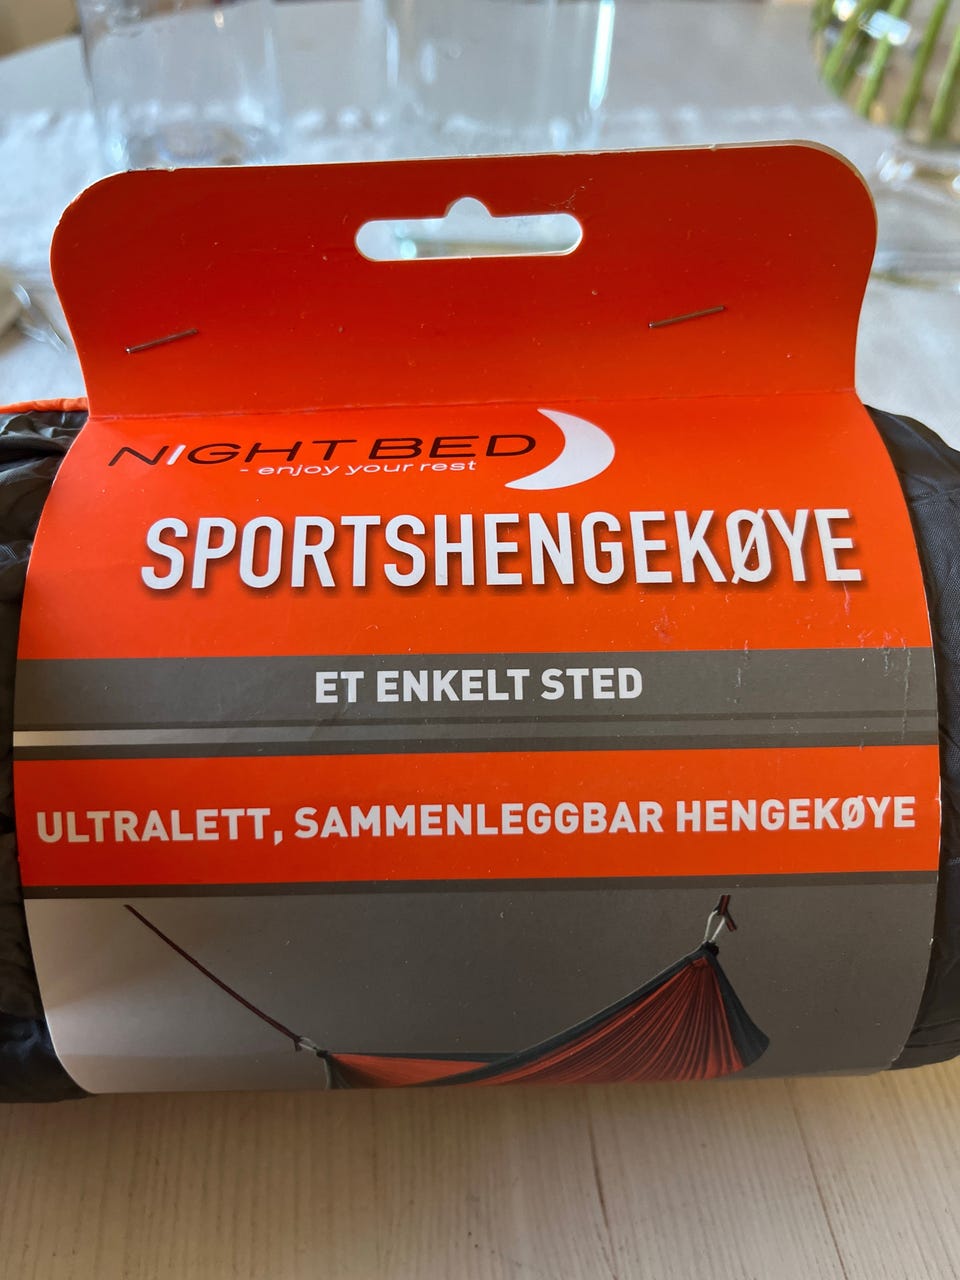 NIGHT BED
- enjoy your rest
SPORTSHENGEKØYE
ET ENKELT STED
ULTRALETT, SAMMENLEGGBAR HENGEKØYE